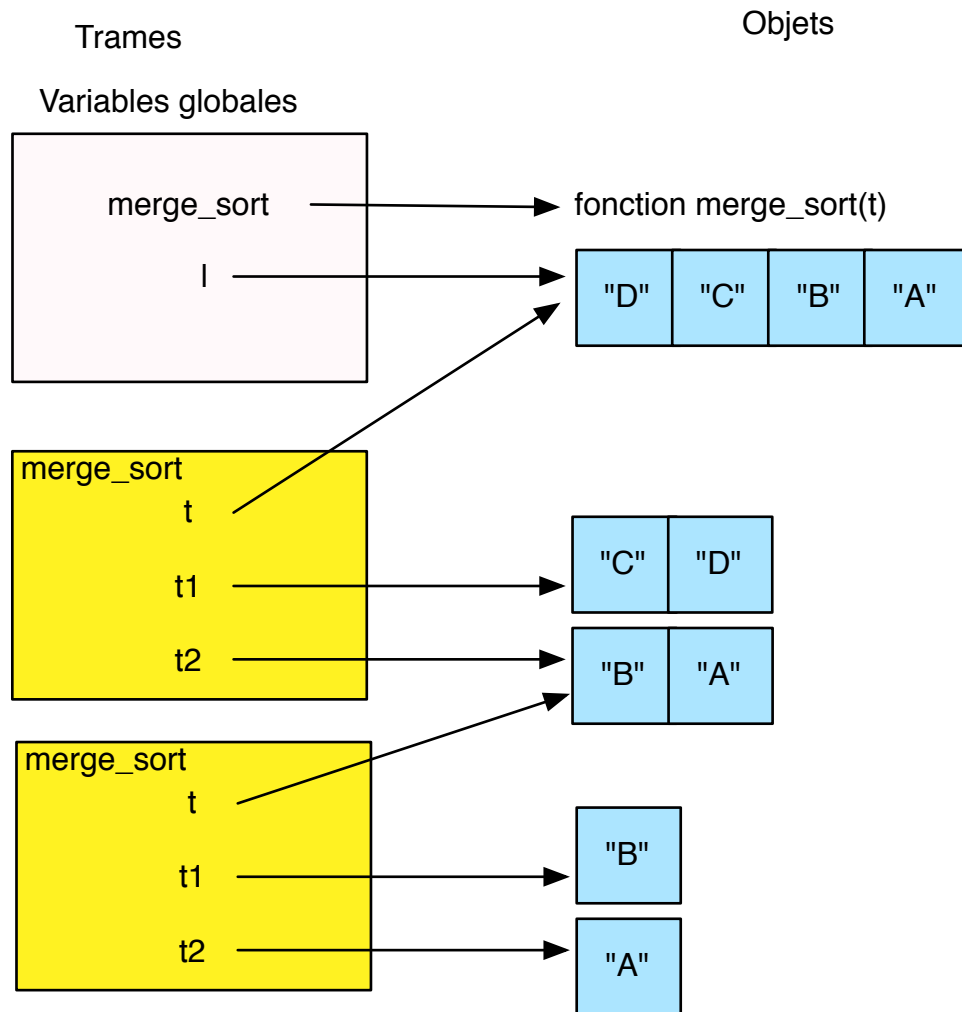 Trames
Objets
Variables globales
merge_sort
fonction merge_sort(t)
l
"D" "C" "B" "A"
merge_sort
t
t1
"C" "D"
t2
"B" "A"
merge_sort
t
t1
"B"
t2
"A"